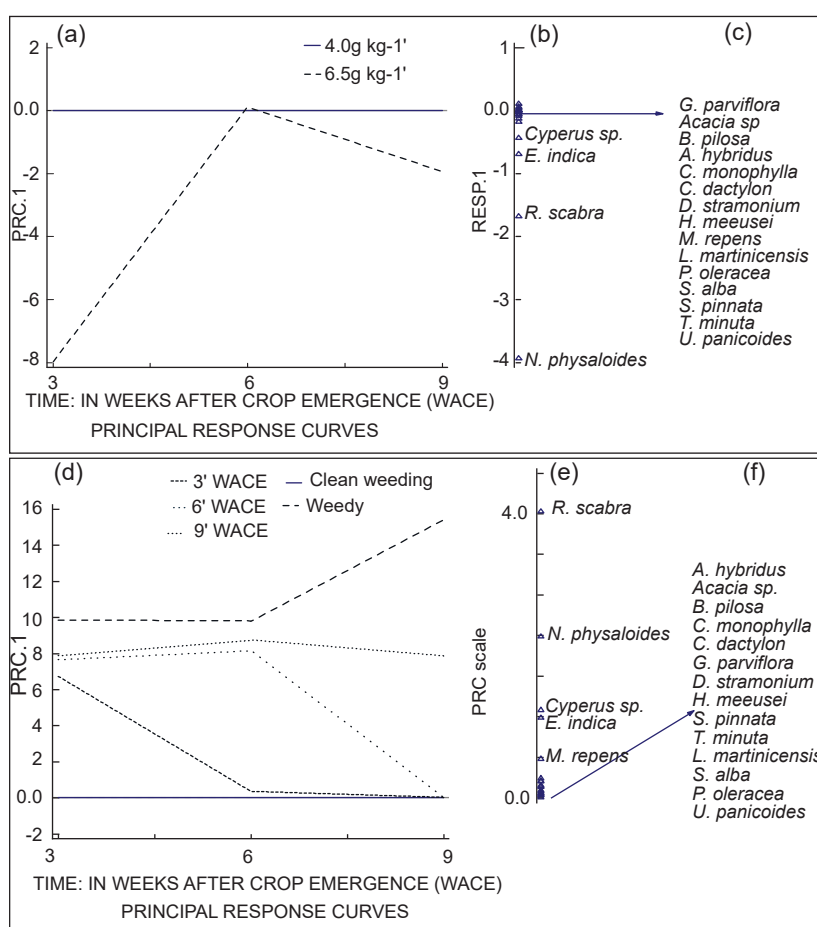 (a)
(b)
(c)
2
0.0
-2
-4
-6
-8
PRC.1
4.0g kg-1'
6.5g kg-1'
3
6
9
TIME: IN WEEKS AFTER CROP EMERGENCE (WACE)
PRINCIPAL RESPONSE CURVES
1
0.0
-1
-2
-3
-4
RESP.1
Cyperus sp.
E. indica
R. scabra
N. physaloides
G. parviflora
Acacia sp
B. pilosa
A. hybridus
C. monophylla
C. dactylon
D. stramonium
H. meeusei
M. repens
L. martinicensis
P. oleracea
S. alba
S. pinnata
T. minuta
U. panicoides
(d)
(e)
(f)
3' WACE
6' WACE
9' WACE
Clean weeding
Weedy
16
14
12
10
8
6
4
2
0.0
-2
PRC.1
3
6
9
TIME: IN WEEKS AFTER CROP EMERGENCE (WACE)
PRINCIPAL RESPONSE CURVES
4.0
0.0
PRC scale
R. scabra
N. physaloides
Cyperus sp.
E. indica
M. repens
A. hybridus
Acacia sp.
B. pilosa
C. monophylla
C. dactylon
G. parviflora
D. stramonium
H. meeusei
S. pinnata
T. minuta
L. martinicensis
S. alba
P. oleracea
U. panicoides